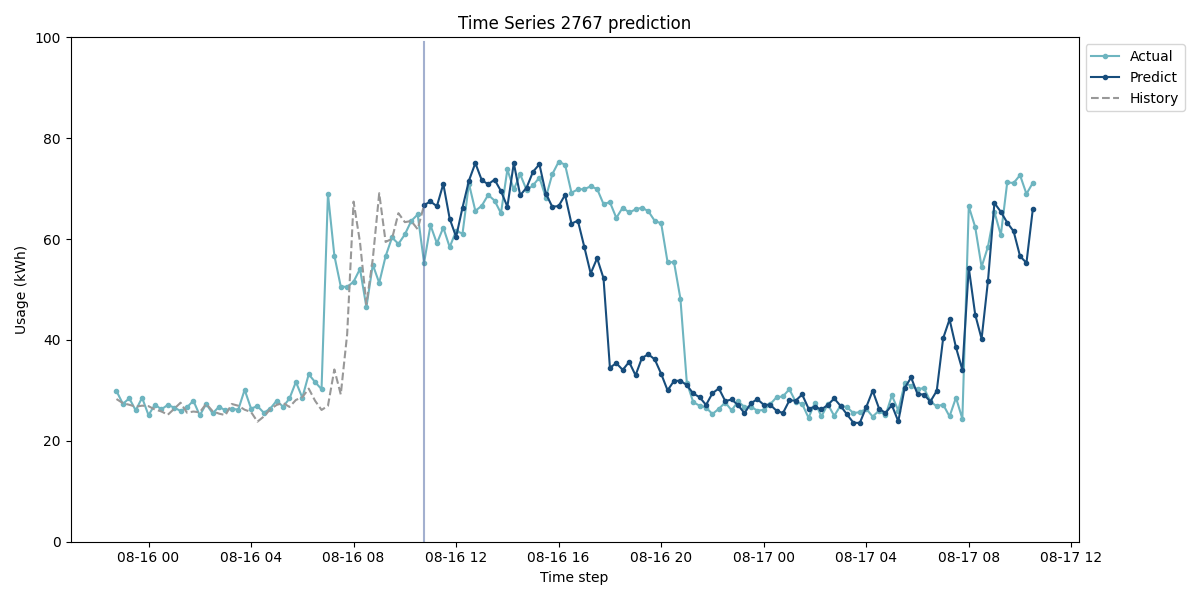 Time Series 2767 prediction
100
80
60
40
20
0
Usage (kWh)
08-16 00
08-16 04
08-16 08
08-16 12
08-16 16
08-16 20
08-17 00
08-17 04
08-17 08
08-17 12
Time step
Actual
Predict
History